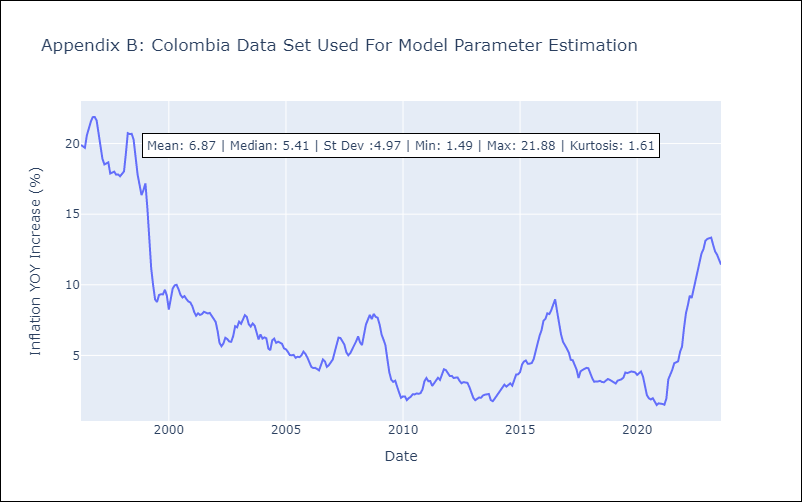 Appendix B: Colombia Data Set Used For Model Parameter Estimation
Mean: 6.87 | Median: 5.41 | St Dev :4.97 | Min: 1.49 | Max: 21.88 | Kurtosis: 1.61
Inflation YOY Increase (%)
20
15
10
5
2000
2005
2010
2015
2020
Date